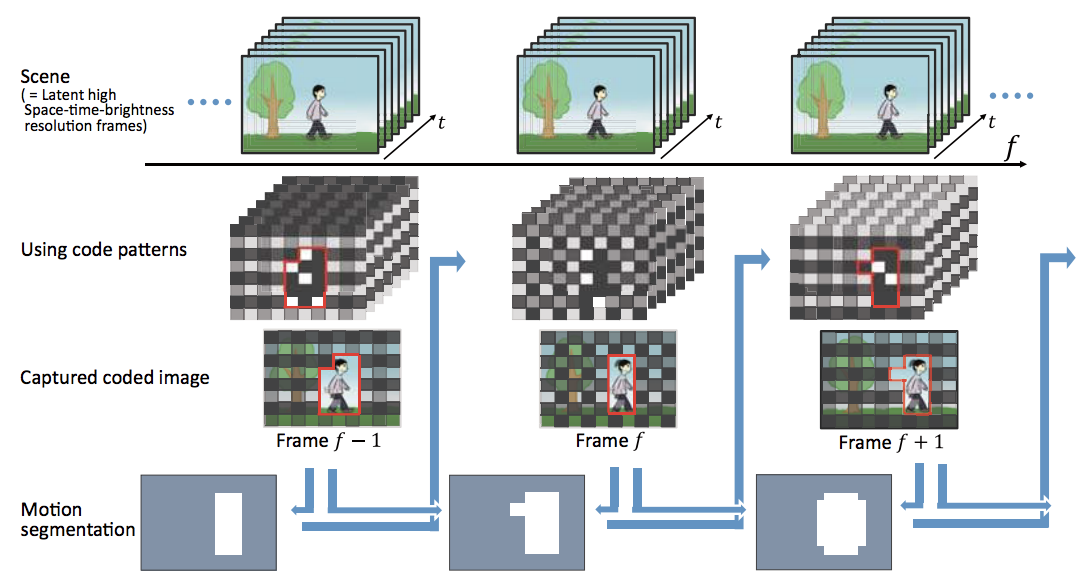 Scene
( = Latent high
Space-time-brightness
resolution frames)
t
t
t
f
Using code patterns
Captured coded image
Frame f − 1
Frame f
Frame f + 1
Motion
segmentation